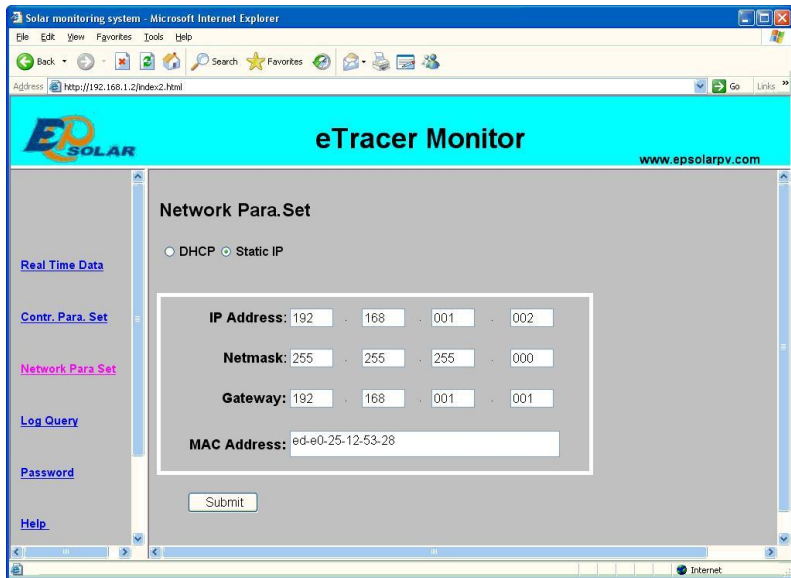 Solar monitoring system - Microsoft Internet Explorer
File Edit View Favorites Tools Help
Back Search Favorites
Address http://192.168.1.2/index2.html Go Links »
EP SOLAR
eTracer Monitor
www.epsolarpv.com
Real Time Data
Contr. Para. Set
Network Para Set
Log Query
Password
Help
Network Para.Set
DHCP Static IP
IP Address: 192 . 168 . 001 . 002
Netmask: 255 . 255 . 255 . 000
Gateway: 192 . 168 . 001 . 001
MAC Address: ed-e0-25-12-53-28
Submit
Internet